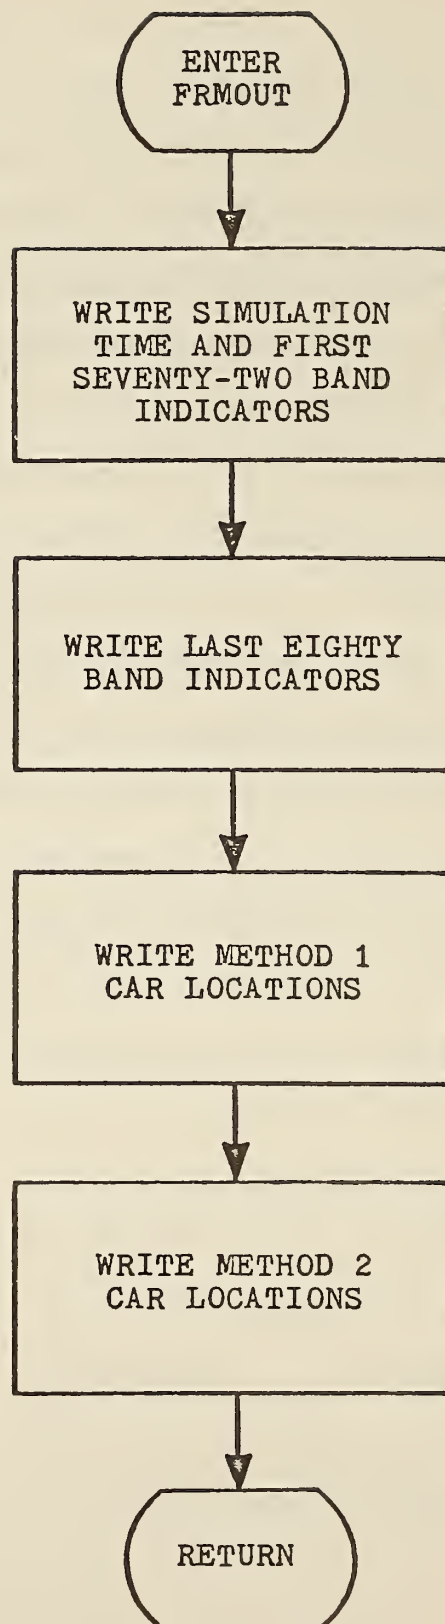 ENTER
FRMOUT
WRITE SIMULATION
TIME AND FIRST
SEVENTY-TWO BAND
INDICATORS
WRITE LAST EIGHTY
BAND INDICATORS
WRITE METHOD 1
CAR LOCATIONS
WRITE METHOD 2
CAR LOCATIONS
RETURN